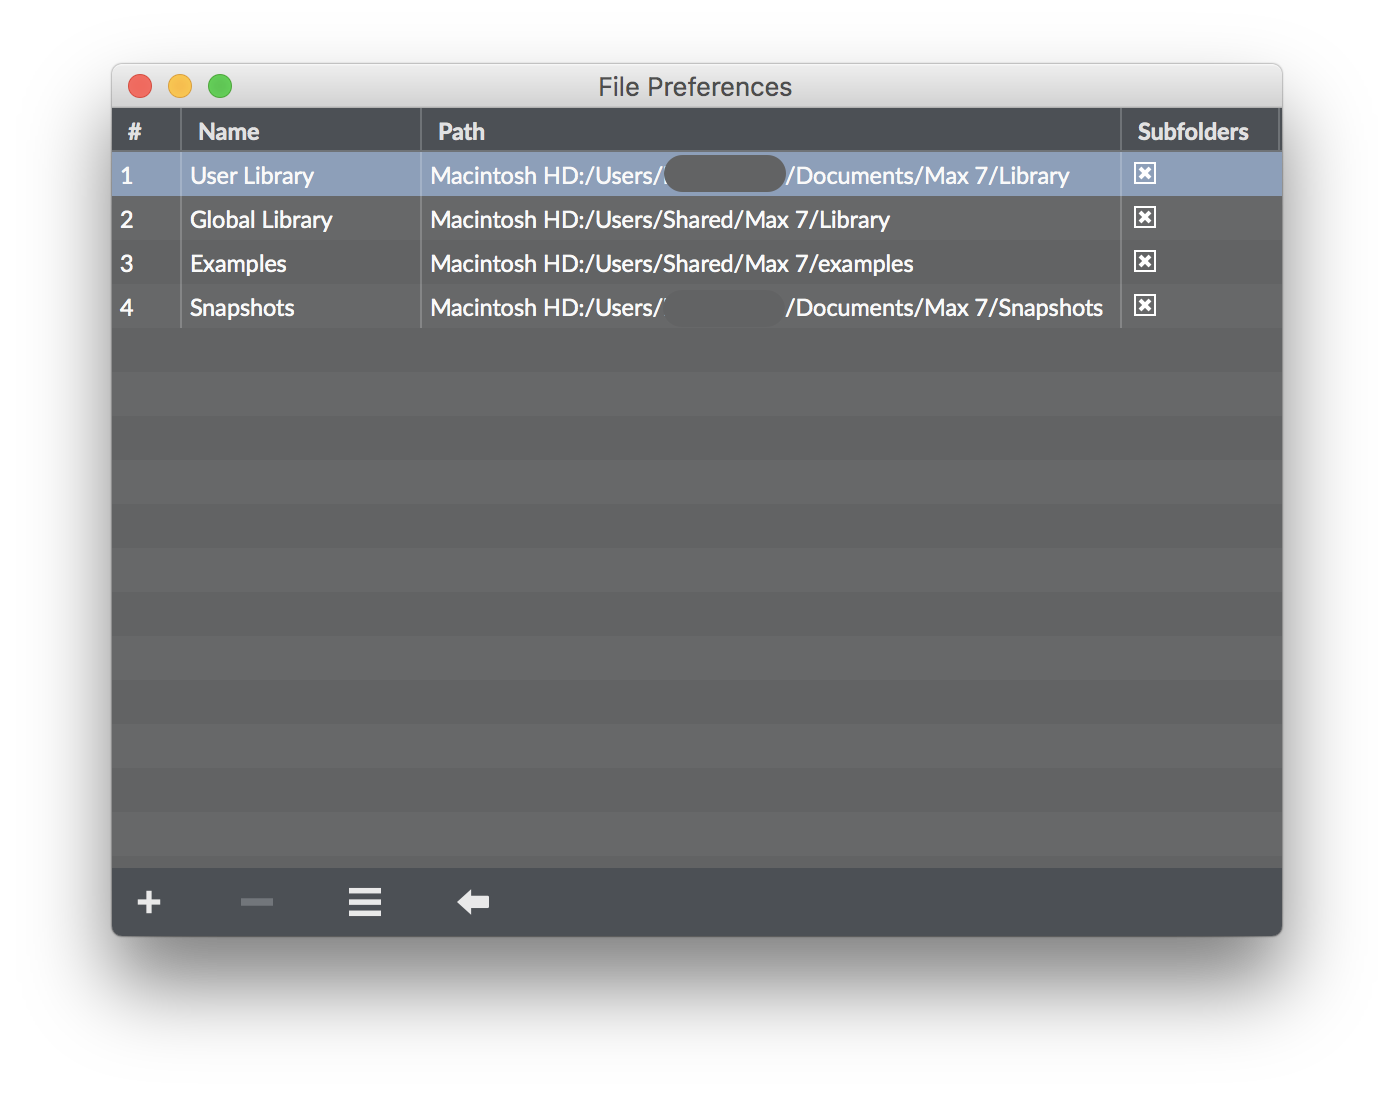 File Preferences
# Name Path Subfolders
1 User Library Macintosh HD:/Users/ /Documents/Max 7/Library
2 Global Library Macintosh HD:/Users/Shared/Max 7/Library
3 Examples Macintosh HD:/Users/Shared/Max 7/examples
4 Snapshots Macintosh HD:/Users/ /Documents/Max 7/Snapshots